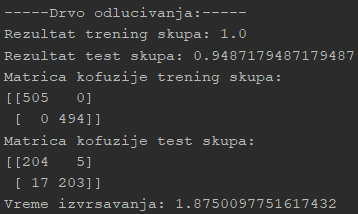 -----Drvo odlucivanja:-----
Rezultat trening skupa: 1.0
Rezultat test skupa: 0.9487179487179487
Matrica kofuzije trening skupa:
[[505   0]
 [  0 494]]
Matrica kofuzije test skupa:
[[204   5]
 [ 17 203]]
Vreme izvrsavanja: 1.8750097751617432